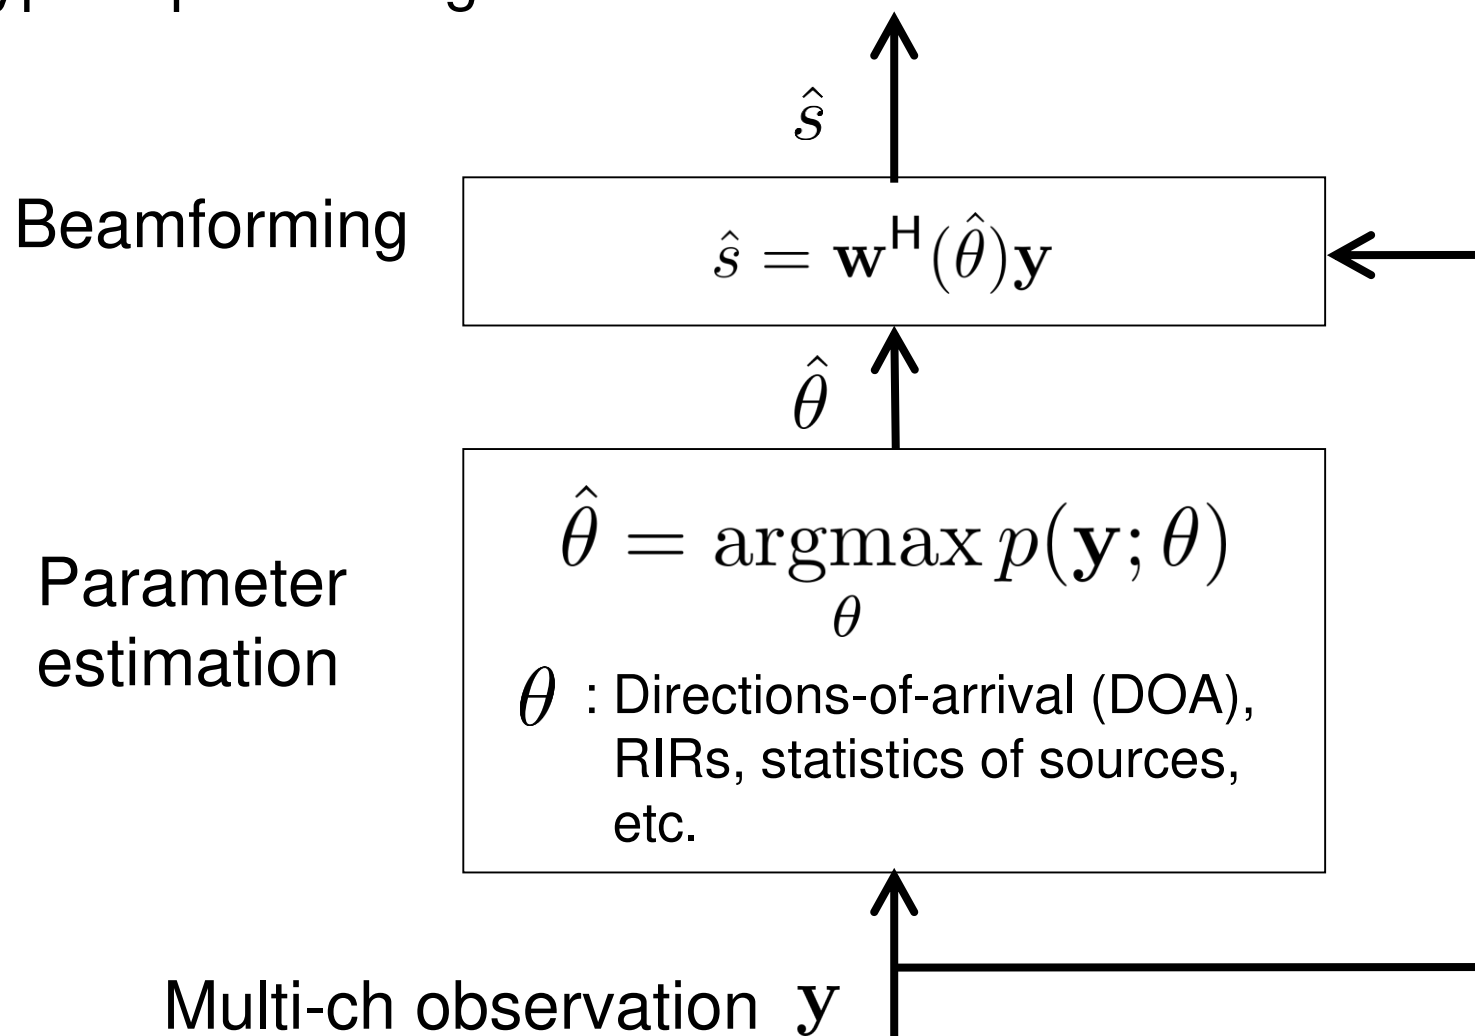 ŝ
Beamforming
ŝ = w^H(θ̂)y
θ̂
Parameter
estimation
θ̂ = argmax p(y; θ)
θ
θ : Directions-of-arrival (DOA),
RIRs, statistics of sources,
etc.
Multi-ch observation y